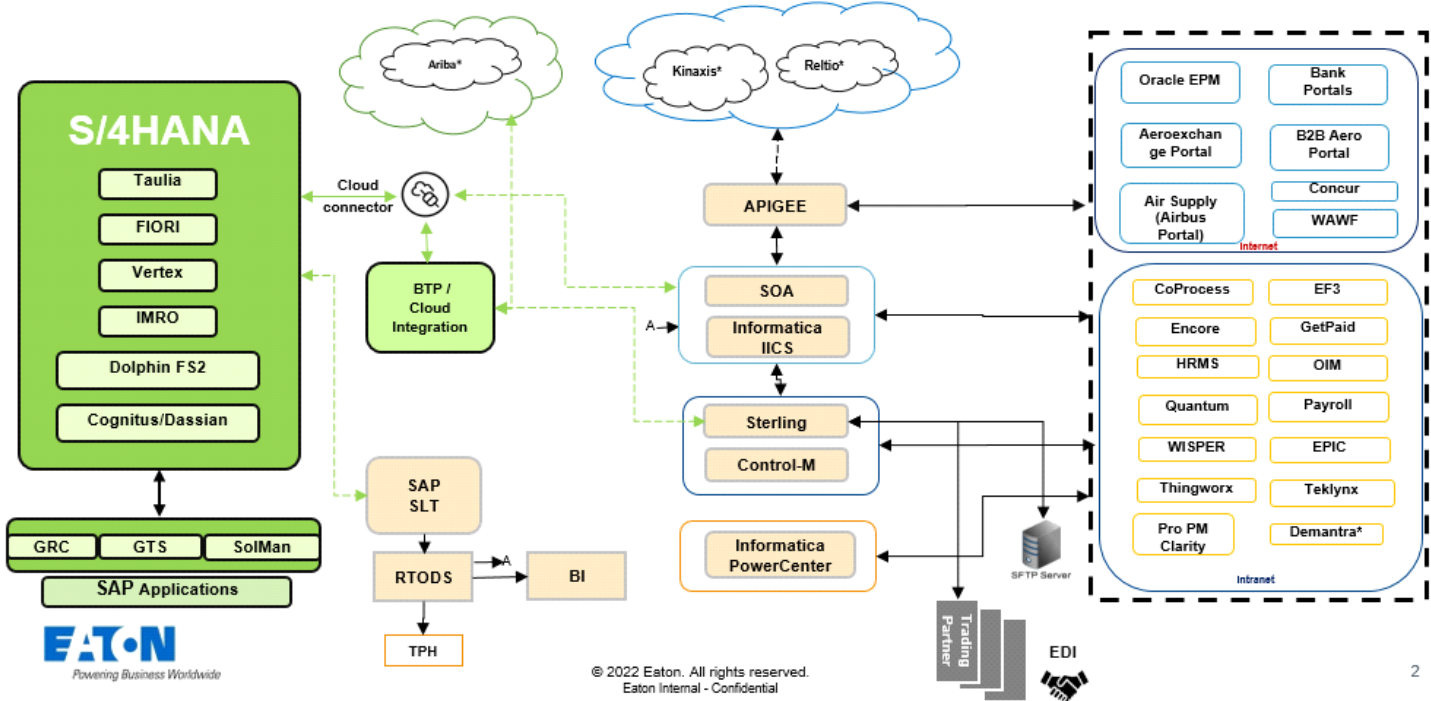 Ariba*
Kinaxis*
Reltio*
S/4HANA
Taulia
FIORI
Vertex
IMRO
Dolphin FS2
Cognitus/Dassian
GRC
GTS
SolMan
SAP Applications
Cloud
connector
BTP /
Cloud
Integration
SAP
SLT
RTODS
A
BI
TPH
APIGEE
SOA
A
Informatica
IICS
Sterling
Control-M
Informatica
PowerCenter
SFTP Server
Trading
Partner
EDI
Oracle EPM
Bank
Portals
Aeroexchan
ge Portal
B2B Aero
Portal
Air Supply
(Airbus
Portal)
Concur
WAWF
Internet
CoProcess
EF3
Encore
GetPaid
HRMS
OIM
Quantum
Payroll
WISPER
EPIC
Thingworx
Teklynx
Pro PM
Clarity
Demantra*
Intranet
EATON
Powering Business Worldwide
© 2022 Eaton. All rights reserved.
Eaton Internal - Confidential
2